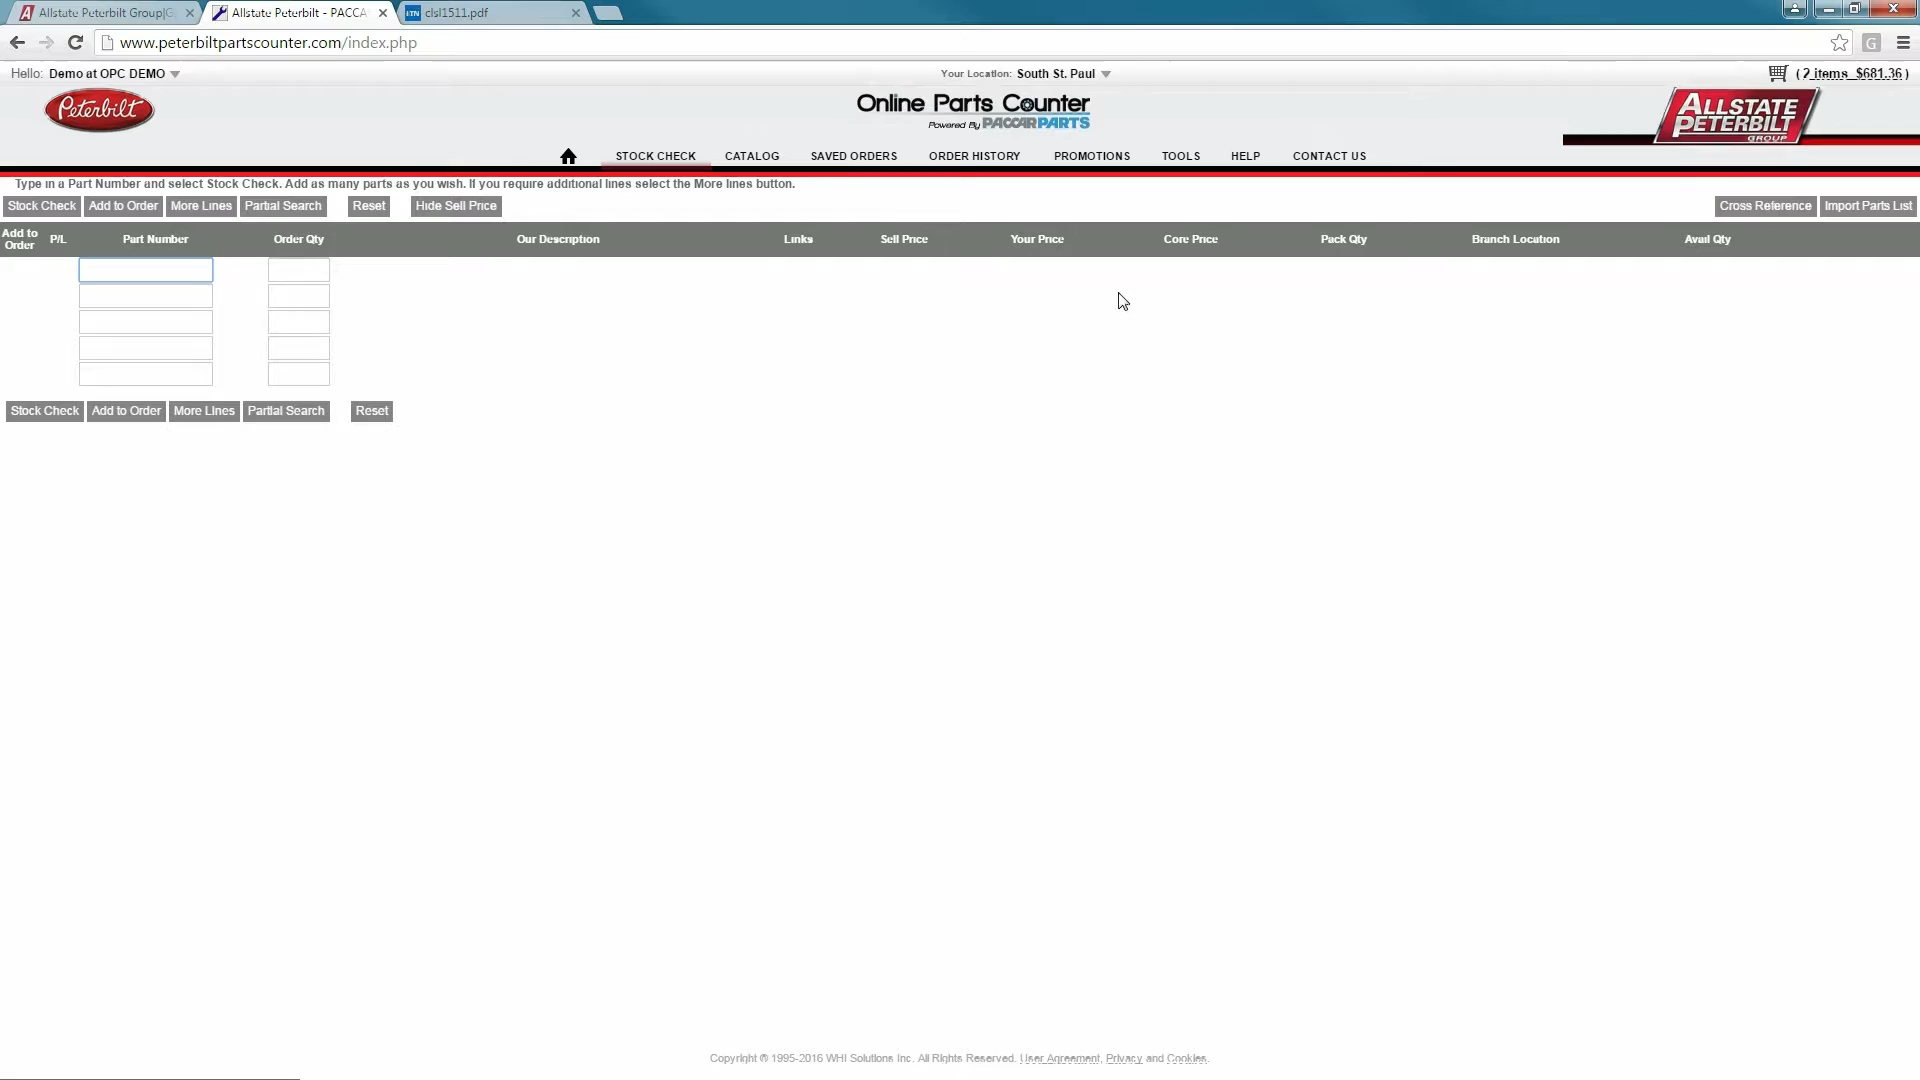 Allstate Peterbilt Group|G
Allstate Peterbilt - PACCA
clsl1511.pdf
www.peterbiltpartscounter.com/index.php
Hello: Demo at OPC DEMO
Your Location: South St. Paul
( 2 items $681.36 )
Peterbilt
Online Parts Counter
Powered By PACCARPARTS
ALLSTATE
PETERBILT
GROUP
STOCK CHECK CATALOG SAVED ORDERS ORDER HISTORY PROMOTIONS TOOLS HELP CONTACT US
Type in a Part Number and select Stock Check. Add as many parts as you wish. If you require additional lines select the More lines button.
Stock Check Add to Order More Lines Partial Search Reset Hide Sell Price Cross Reference Import Parts List
Add to Order P/L Part Number Order Qty Our Description Links Sell Price Your Price Core Price Pack Qty Branch Location Avail Qty
Stock Check Add to Order More Lines Partial Search Reset
Copyright © 1995-2016 WHI Solutions Inc. All Rights Reserved. User Agreement, Privacy and Cookies.